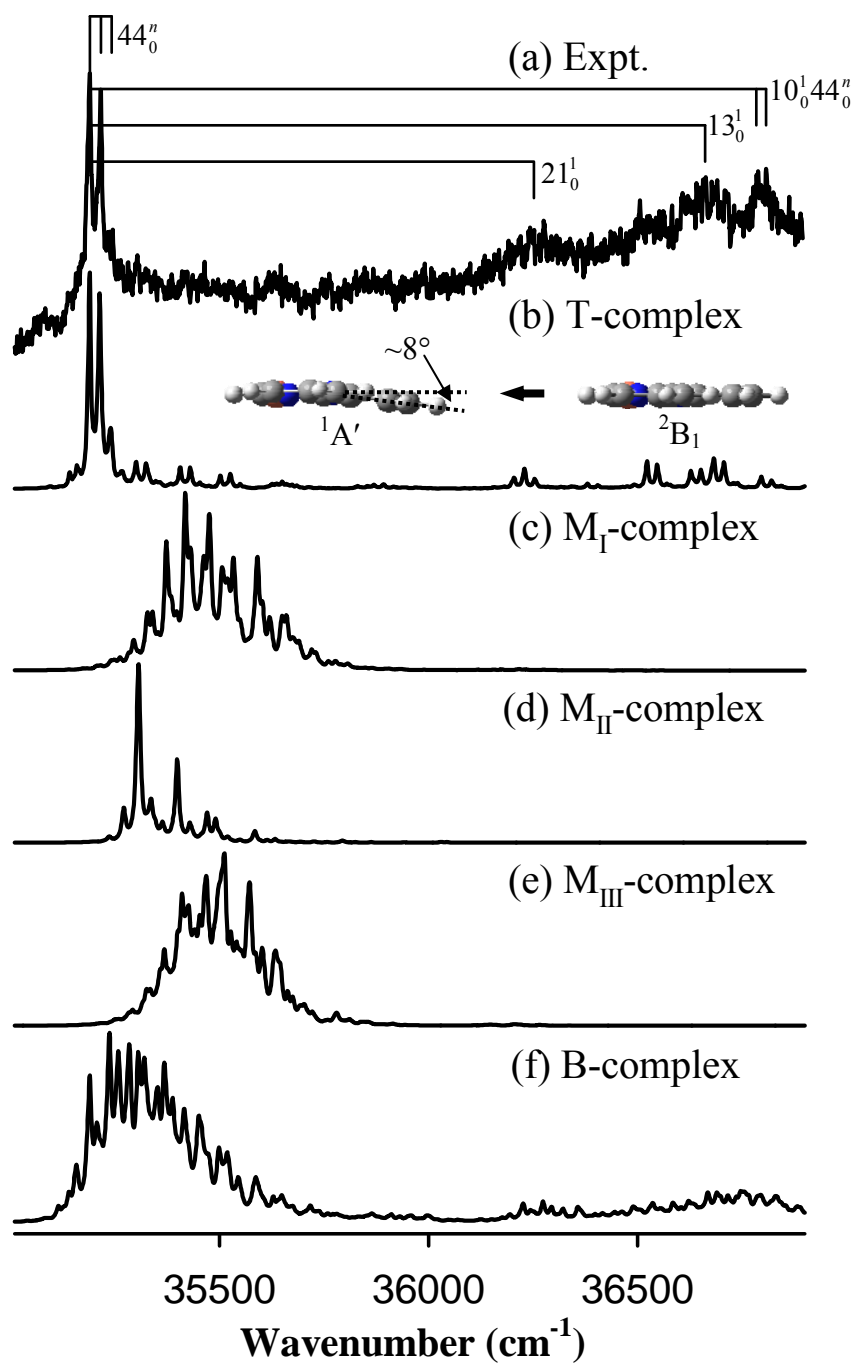 44₀ⁿ
(a) Expt.
10₀¹44₀ⁿ
13₀¹
21₀¹
(b) T-complex
~8°
¹A′
²B₁
(c) M_I-complex
(d) M_II-complex
(e) M_III-complex
(f) B-complex
35500 36000 36500
Wavenumber (cm⁻¹)